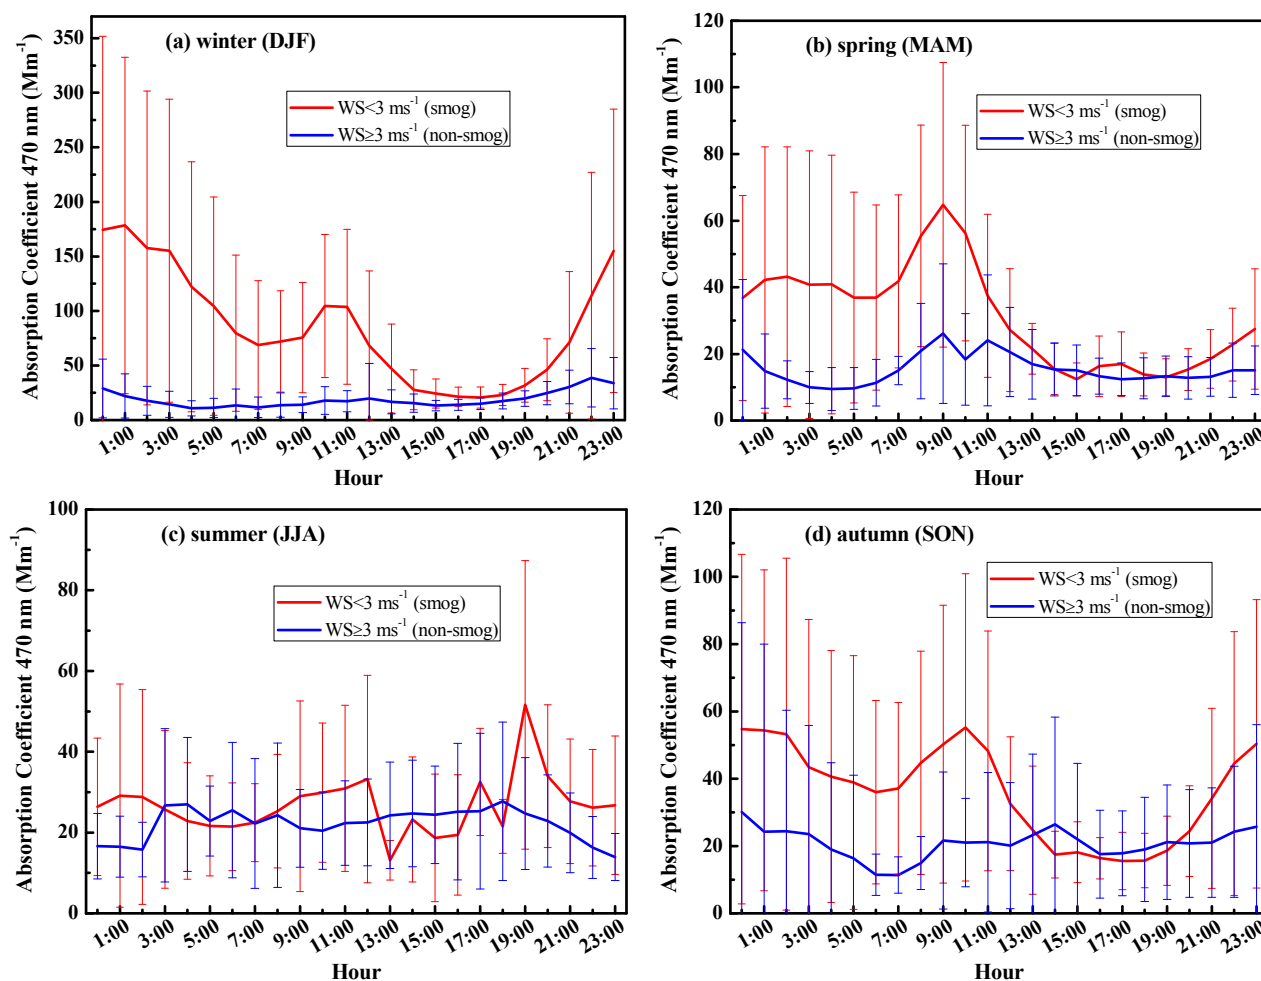 (a) winter (DJF)
WS<3 ms⁻¹ (smog)
WS≥3 ms⁻¹ (non-smog)
Absorption Coefficient 470 nm (Mm⁻¹)
350
300
250
200
150
100
50
0
1:00 3:00 5:00 7:00 9:00 11:00 13:00 15:00 17:00 19:00 21:00 23:00
Hour
(b) spring (MAM)
WS<3 ms⁻¹ (smog)
WS≥3 ms⁻¹ (non-smog)
Absorption Coefficient 470 nm (Mm⁻¹)
120
100
80
60
40
20
0
1:00 3:00 5:00 7:00 9:00 11:00 13:00 15:00 17:00 19:00 21:00 23:00
Hour
(c) summer (JJA)
WS<3 ms⁻¹ (smog)
WS≥3 ms⁻¹ (non-smog)
Absorption Coefficient 470 nm (Mm⁻¹)
100
80
60
40
20
0
1:00 3:00 5:00 7:00 9:00 11:00 13:00 15:00 17:00 19:00 21:00 23:00
Hour
(d) autumn (SON)
WS<3 ms⁻¹ (smog)
WS≥3 ms⁻¹ (non-smog)
Absorption Coefficient 470 nm (Mm⁻¹)
120
100
80
60
40
20
0
1:00 3:00 5:00 7:00 9:00 11:00 13:00 15:00 17:00 19:00 21:00 23:00
Hour